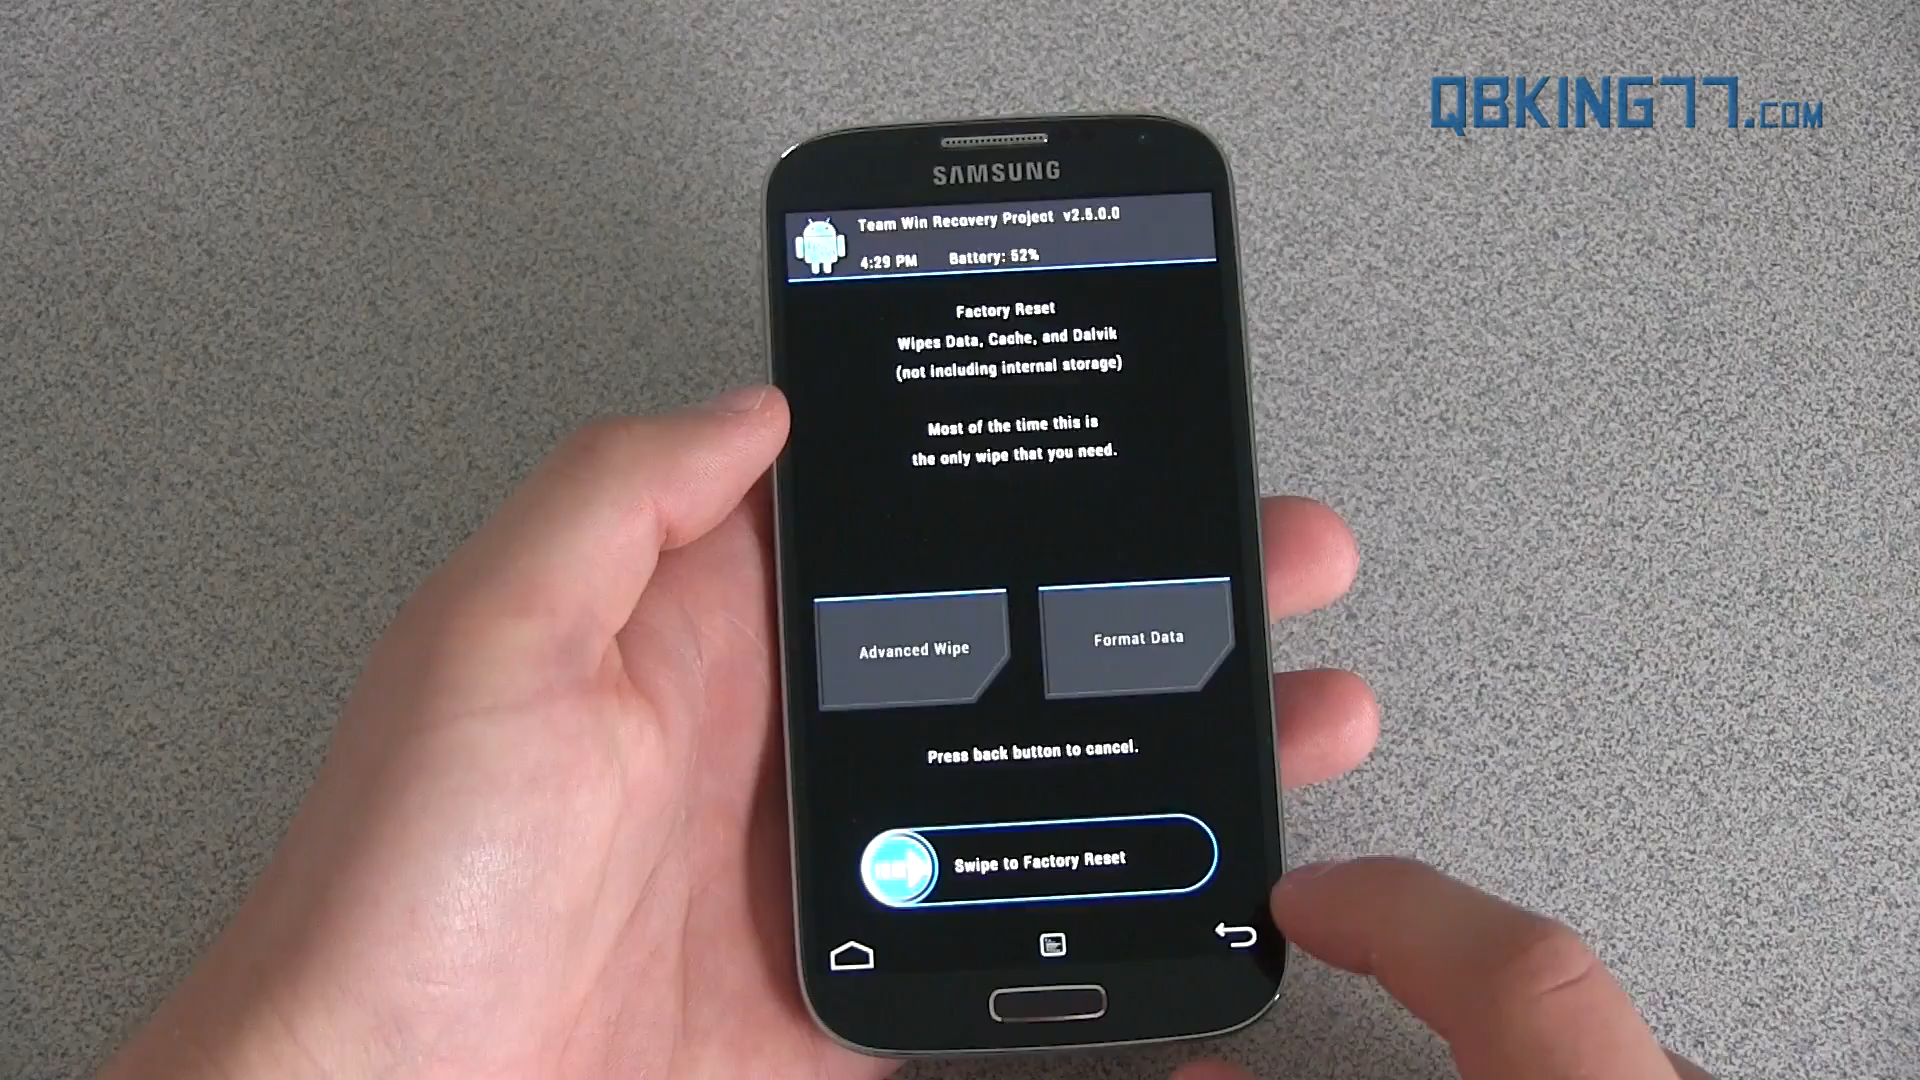 QBKING77.COM
SAMSUNG
Team Win Recovery Project v2.5.0.0
4:29 PM Battery: 52%
Factory Reset
Wipes Data, Cache, and Dalvik
(not including internal storage)
Most of the time this is
the only wipe that you need.
Advanced Wipe
Format Data
Press back button to cancel.
Swipe to Factory Reset